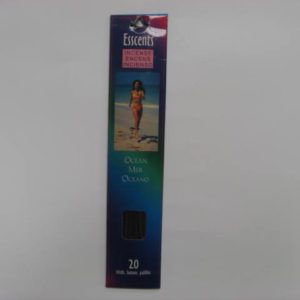 Esscents
INCENSE
ENCENS
INCIENSO
OCEAN
MER
OCEANO
20